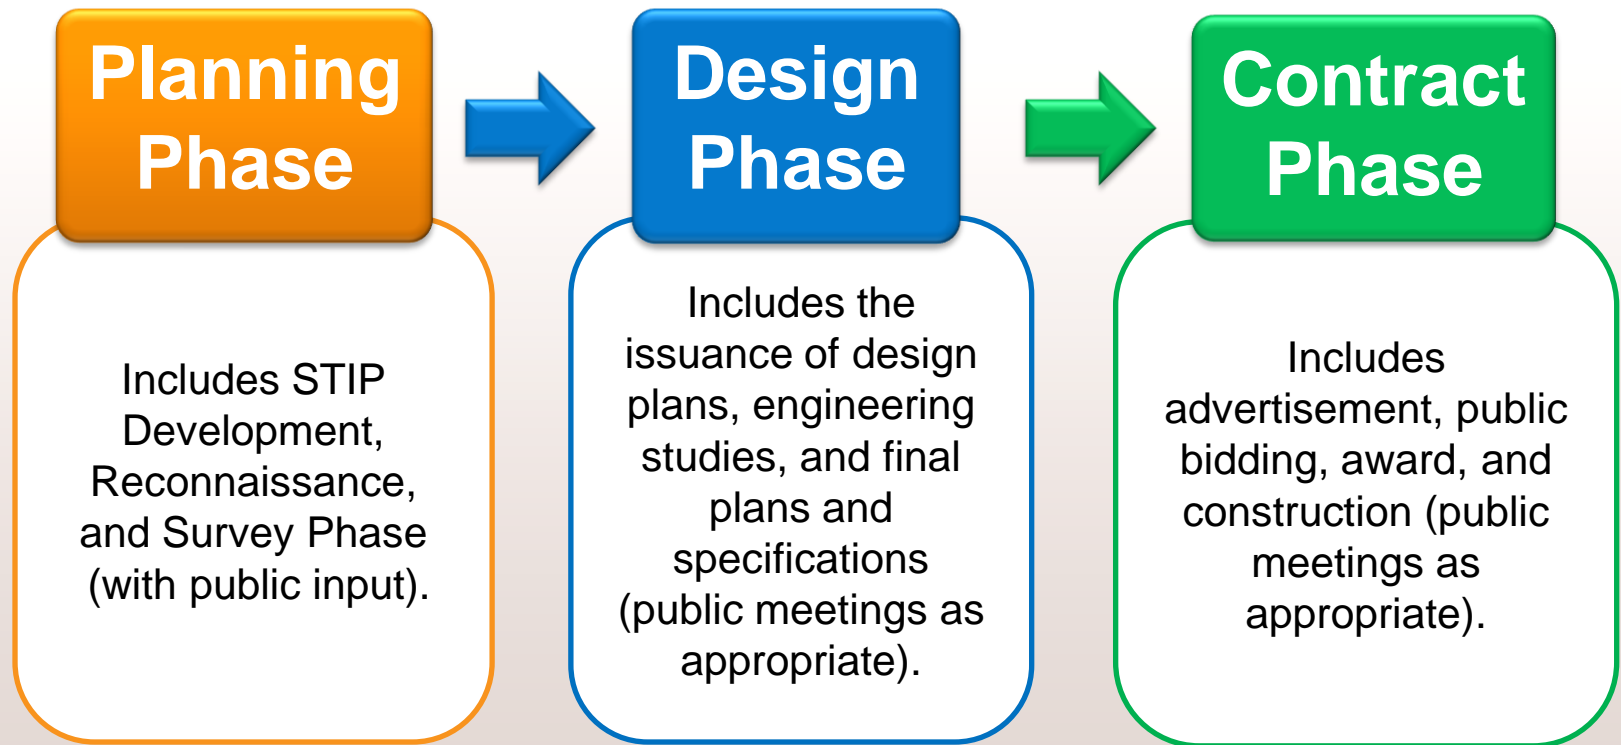 Planning
Phase
Includes STIP
Development,
Reconnaissance,
and Survey Phase
(with public input).
Design
Phase
Includes the
issuance of design
plans, engineering
studies, and final
plans and
specifications
(public meetings as
appropriate).
Contract
Phase
Includes
advertisement, public
bidding, award, and
construction (public
meetings as
appropriate).